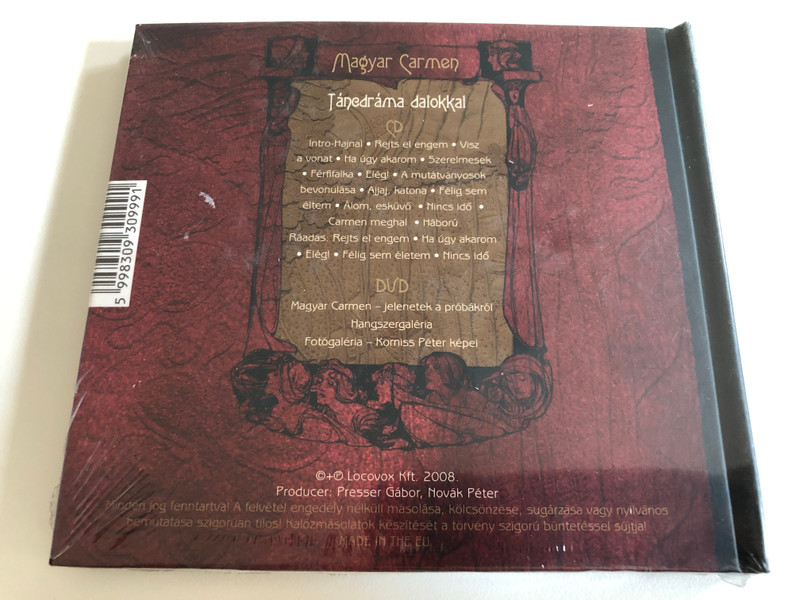 Magyar Carmen
Táncdráma dalokkal
CD
Intro-Hajnal • Rejts el engem • Visz
a vonat • Ha úgy akarom • Szerelmesek
• Férfifalka • Elég! • A mutatványosok
bevonulása • Ajjaj, katona • Félig sem
éltem • Álom, esküvő • Nincs idő •
Carmen meghal • Háború
Ráadás: Rejts el engem • Ha úgy akarom
• Elég! • Félig sem életem • Nincs idő
DVD
Magyar Carmen – jelenetek a próbákról
Hangszergaléria
Fotógaléria – Korniss Péter képei
©+℗ Locovox Kft. 2008.
Producer: Presser Gábor, Novák Péter
Minden jog fenntartva! A felvétel engedély nélküli másolása, kölcsönzése, sugárzása vagy nyilvános
bemutatása szigorúan tilos! Kalózmásolatok készítését a törvény szigorú büntetéssel sújtja!
MADE IN THE EU
5 998309 309991